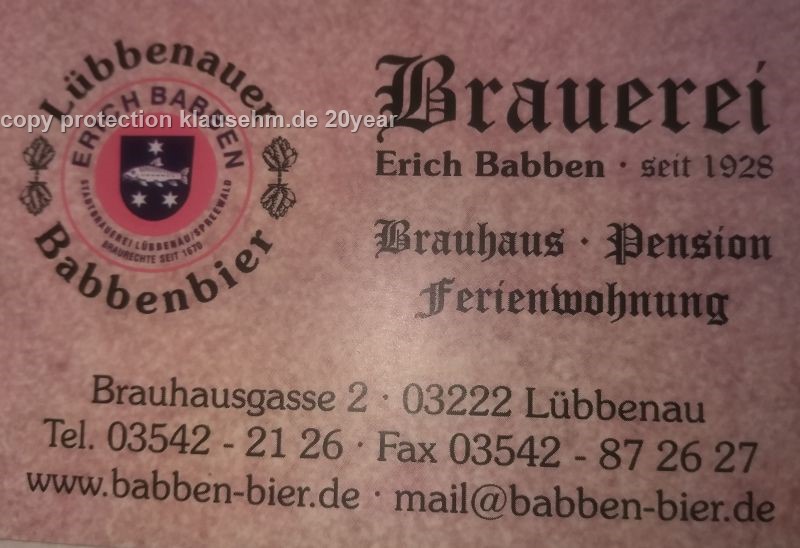 Lübbenauer
ERICH BABBEN
STADTBRAUEREI LÜBBENAU/SPREEWALD
BRAURECHTE SEIT 1670
Babbenbier
copy protection klausehm.de 20year
Brauerei
Erich Babben · seit 1928
Brauhaus · Pension
Ferienwohnung
Brauhausgasse 2 · 03222 Lübbenau
Tel. 03542 - 21 26 · Fax 03542 - 87 26 27
www.babben-bier.de · mail@babben-bier.de